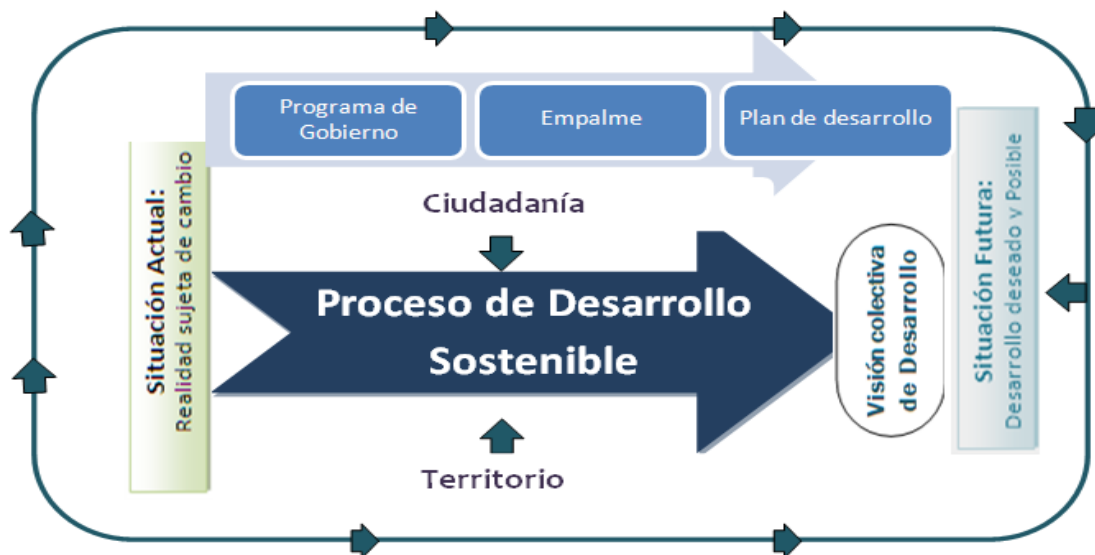 Programa de
Gobierno
Empalme
Plan de desarrollo
Situación Actual:
Realidad sujeta de cambio
Ciudadanía
Proceso de Desarrollo
Sostenible
Territorio
Visión colectiva
de Desarrollo
Situación Futura:
Desarrollo deseado y Posible